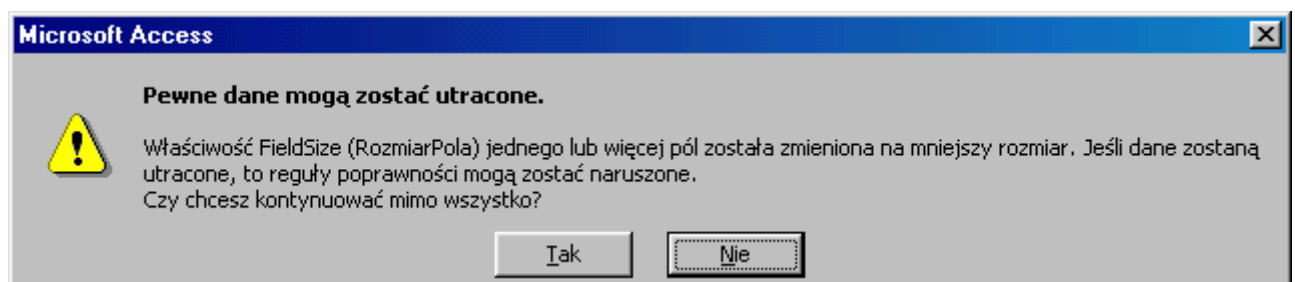 Microsoft Access
Pewne dane mogą zostać utracone.
Właściwość FieldSize (RozmiarPola) jednego lub więcej pól została zmieniona na mniejszy rozmiar. Jeśli dane zostaną
utracone, to reguły poprawności mogą zostać naruszone.
Czy chcesz kontynuować mimo wszystko?
Tak
Nie